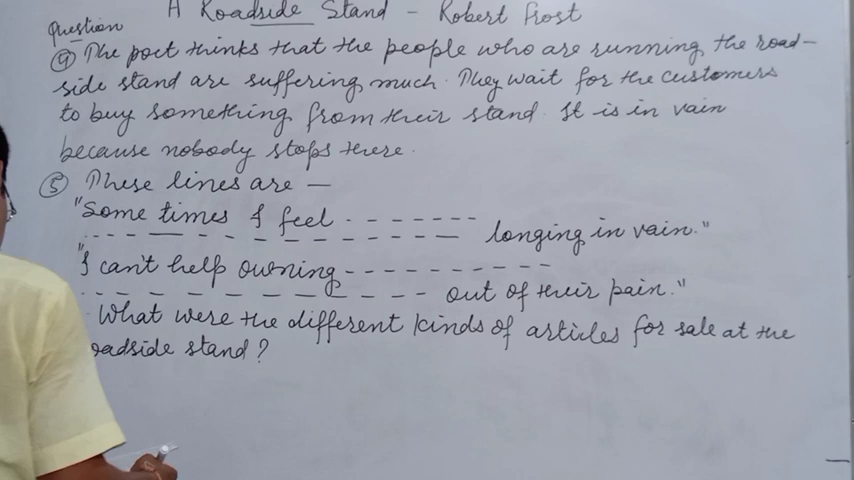 A Roadside Stand - Robert Frost
Question
④ The poet thinks that the people who are running the road-
side stand are suffering much. They wait for the customers
to buy something from their stand. It is in vain
because nobody stops there.
⑤ These lines are —
"Some times I feel - - - - - - -
- - - - - - - - - - - - - longing in vain."
"I can't help owning - - - - - - - - - -
- - - - - - - - - - - out of their pain."
What were the different kinds of articles for sale at the
oadside stand?